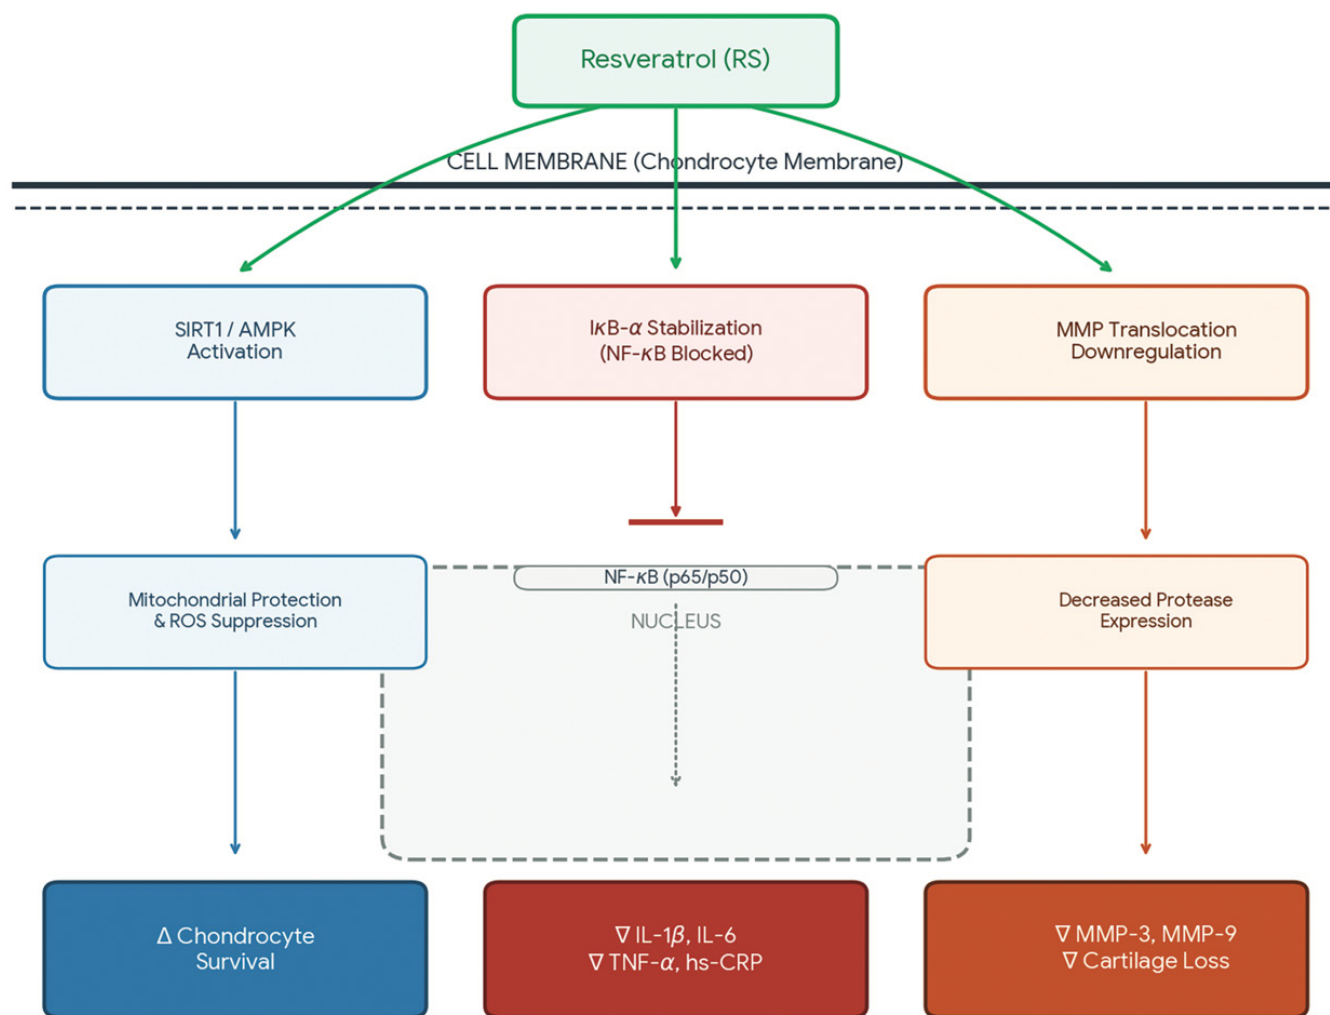 Resveratrol (RS)
CELL MEMBRANE (Chondrocyte Membrane)
SIRT1 / AMPK
Activation
IκB-α Stabilization
(NF-κB Blocked)
MMP Translocation
Downregulation
Mitochondrial Protection
& ROS Suppression
NF-κB (p65/p50)
NUCLEUS
Decreased Protease
Expression
Δ Chondrocyte
Survival
∇ IL-1β, IL-6
∇ TNF-α, hs-CRP
∇ MMP-3, MMP-9
∇ Cartilage Loss